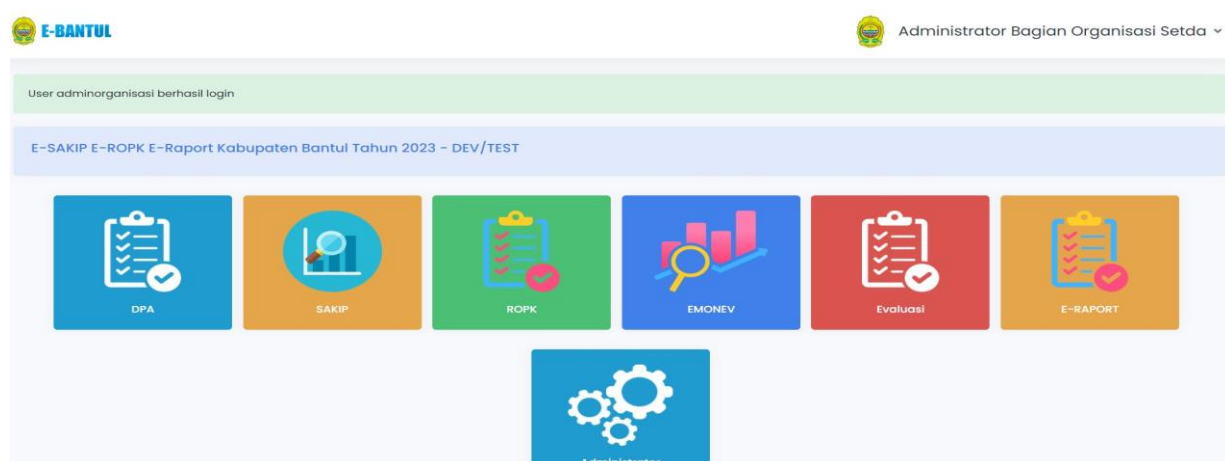 E-BANTUL
Administrator Bagian Organisasi Setda
User adminorganisasi berhasil login
E-SAKIP E-ROPK E-Raport Kabupaten Bantul Tahun 2023 - DEV/TEST
DPA
SAKIP
ROPK
EMONEV
Evaluasi
E-RAPORT
Administrator